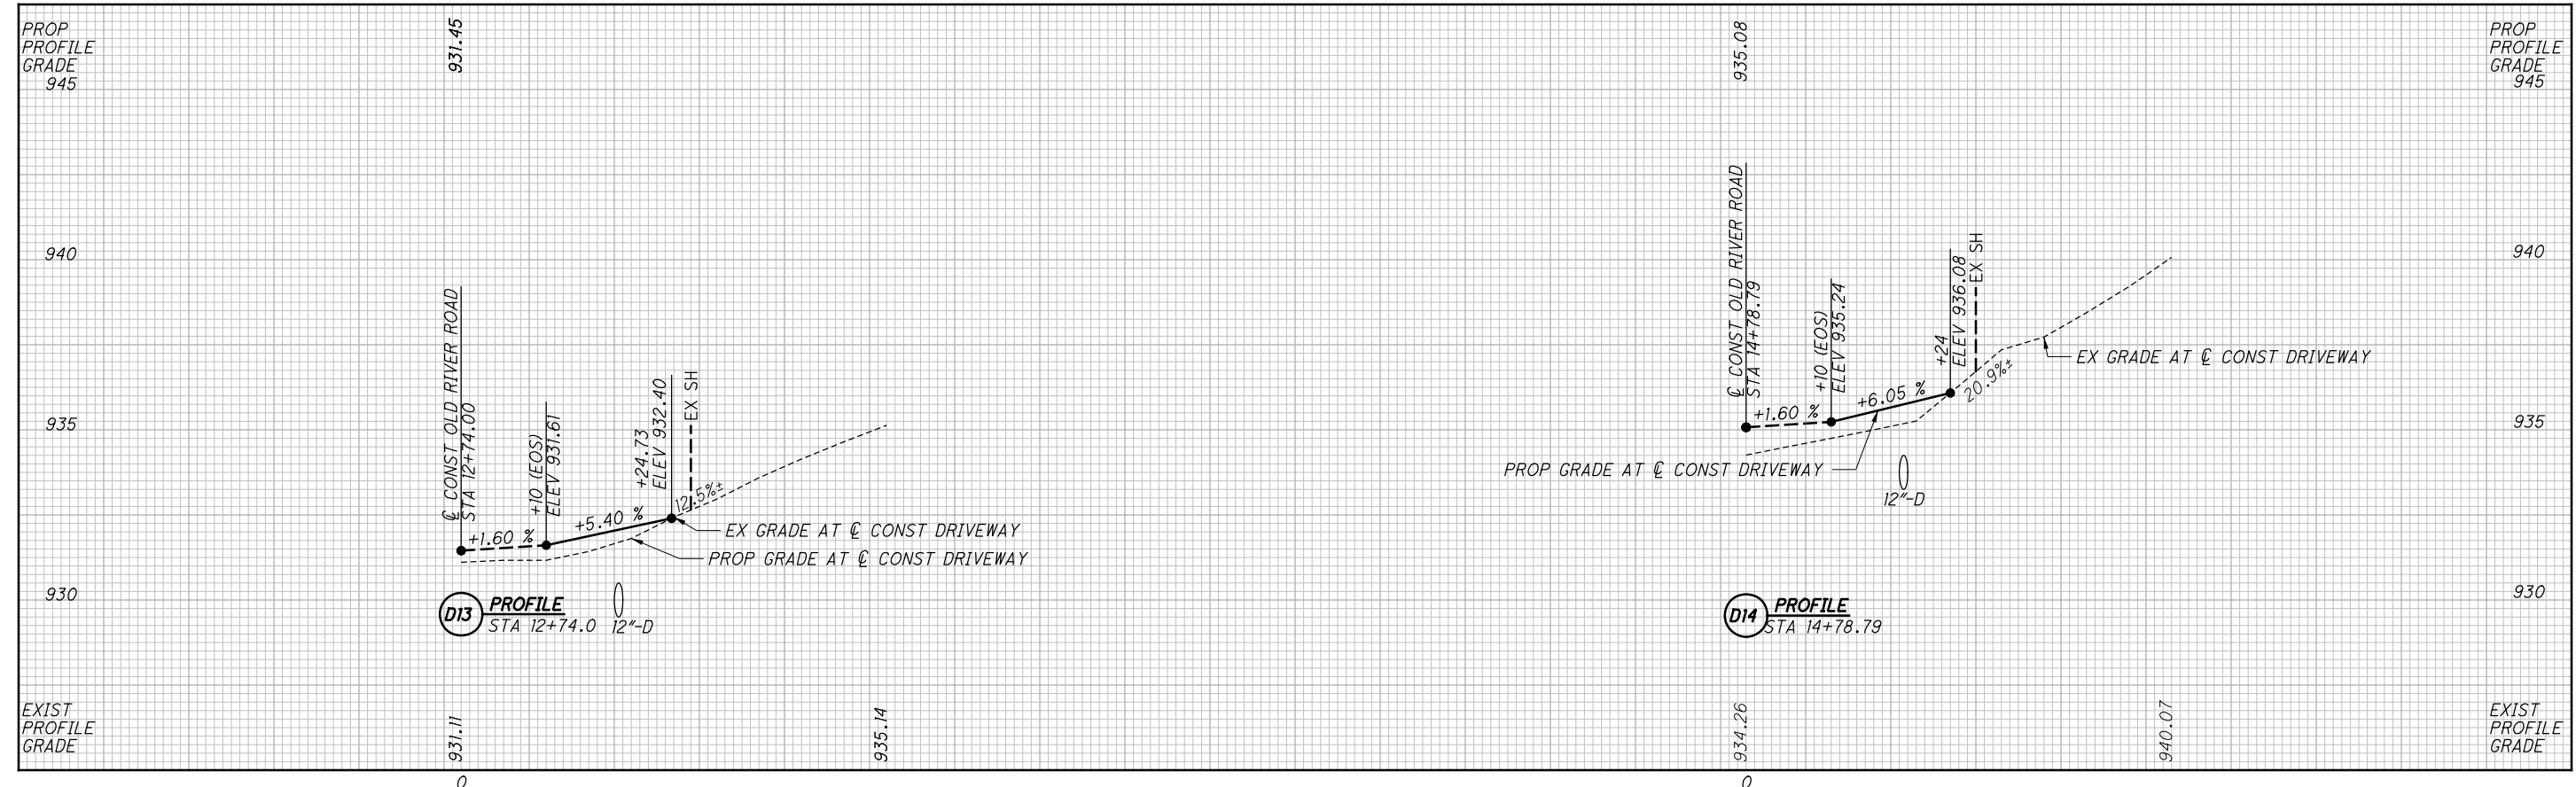 PROP
PROFILE
GRADE
945
940
935
930
EXIST
PROFILE
GRADE
931.45
℄ CONST OLD RIVER ROAD
STA 12+74.00
+10 (EOS)
ELEV 931.61
+24.73
ELEV 932.40
EX SH
+1.60 %
+5.40 %
12.5%±
EX GRADE AT ℄ CONST DRIVEWAY
PROP GRADE AT ℄ CONST DRIVEWAY
D13
PROFILE
STA 12+74.0
12"-D
931.11
935.14
0
935.08
℄ CONST OLD RIVER ROAD
STA 14+78.79
+10 (EOS)
ELEV 935.24
+24
ELEV 936.08
EX SH
+1.60 %
+6.05 %
20.9%±
EX GRADE AT ℄ CONST DRIVEWAY
PROP GRADE AT ℄ CONST DRIVEWAY
12"-D
D14
PROFILE
STA 14+78.79
934.26
940.07
0
PROP
PROFILE
GRADE
945
940
935
930
EXIST
PROFILE
GRADE